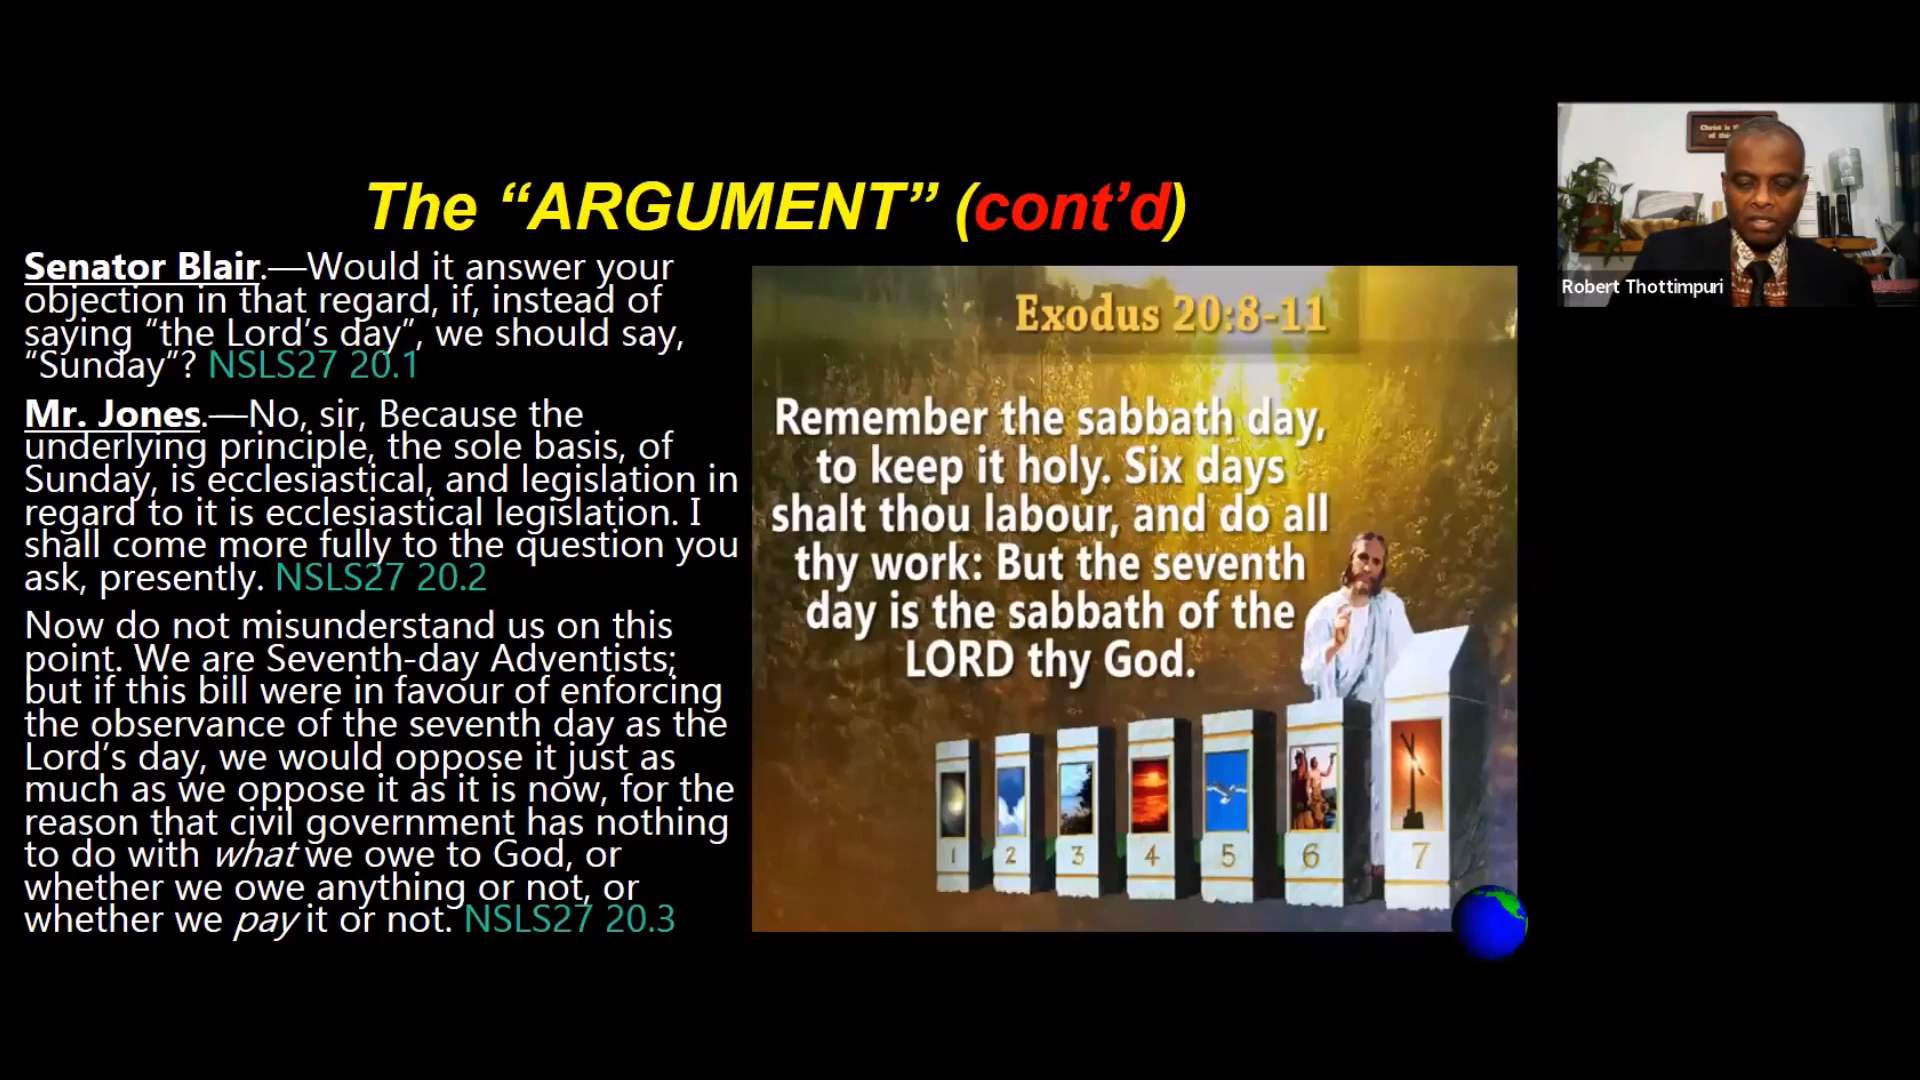 The “ARGUMENT” (cont’d)
Senator Blair.—Would it answer your
objection in that regard, if, instead of
saying “the Lord’s day”, we should say,
“Sunday”? NSLS27 20.1
Mr. Jones.—No, sir, Because the
underlying principle, the sole basis, of
Sunday, is ecclesiastical, and legislation in
regard to it is ecclesiastical legislation. I
shall come more fully to the question you
ask, presently. NSLS27 20.2
Now do not misunderstand us on this
point. We are Seventh-day Adventists;
but if this bill were in favour of enforcing
the observance of the seventh day as the
Lord’s day, we would oppose it just as
much as we oppose it as it is now, for the
reason that civil government has nothing
to do with what we owe to God, or
whether we owe anything or not, or
whether we pay it or not. NSLS27 20.3
Exodus 20:8-11
Remember the sabbath day,
to keep it holy. Six days
shalt thou labour, and do all
thy work: But the seventh
day is the sabbath of the
LORD thy God.
1 2 3 4 5 6 7
Christ is
of
Robert Thottimpuri